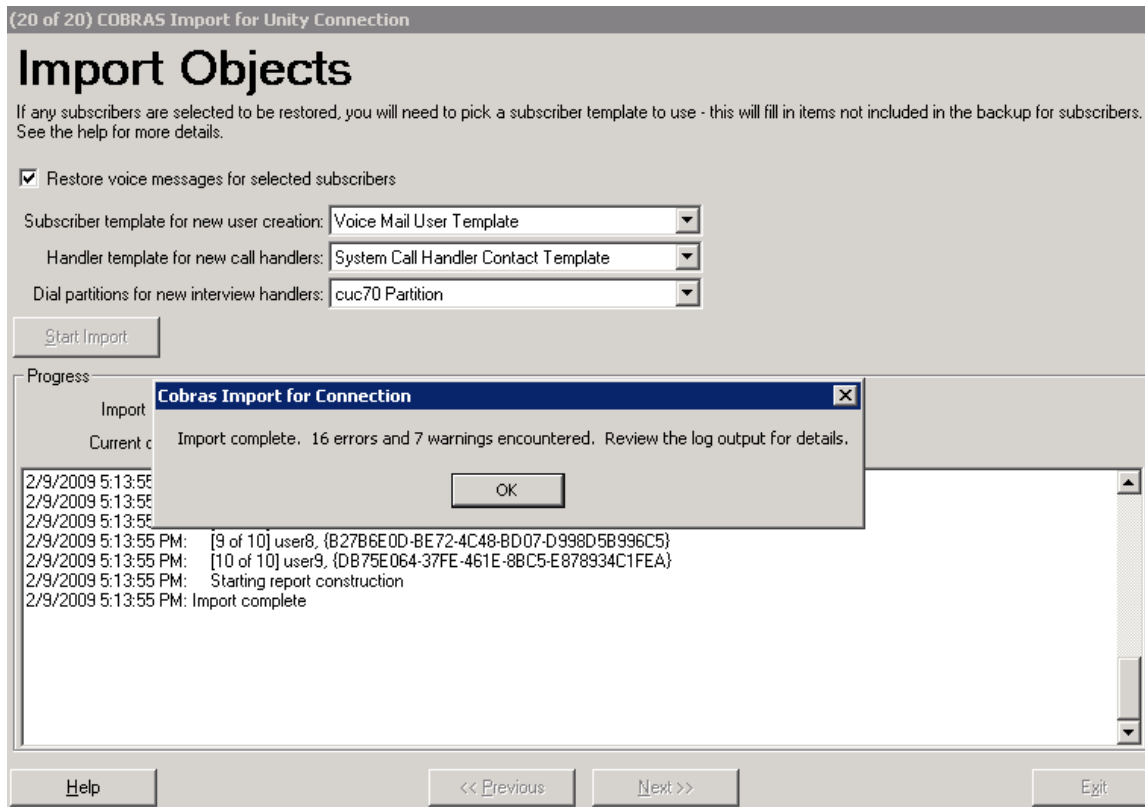 (20 of 20) COBRAS Import for Unity Connection
Import Objects
If any subscribers are selected to be restored, you will need to pick a subscriber template to use - this will fill in items not included in the backup for subscribers.
See the help for more details.
Restore voice messages for selected subscribers
Subscriber template for new user creation: Voice Mail User Template
Handler template for new call handlers: System Call Handler Contact Template
Dial partitions for new interview handlers: cuc70 Partition
Start Import
Progress
Import
Current
Cobras Import for Connection
Import complete. 16 errors and 7 warnings encountered. Review the log output for details.
OK
2/9/2009 5:13:55
2/9/2009 5:13:55
2/9/2009 5:13:55
2/9/2009 5:13:55 PM: [9 of 10] user8, {B27B6E0D-BE72-4C48-BD07-D998D5B996C5}
2/9/2009 5:13:55 PM: [10 of 10] user9, {DB75E064-37FE-461E-8BC5-E878934C1FEA}
2/9/2009 5:13:55 PM: Starting report construction
2/9/2009 5:13:55 PM: Import complete
Help
<< Previous
Next >>
Exit